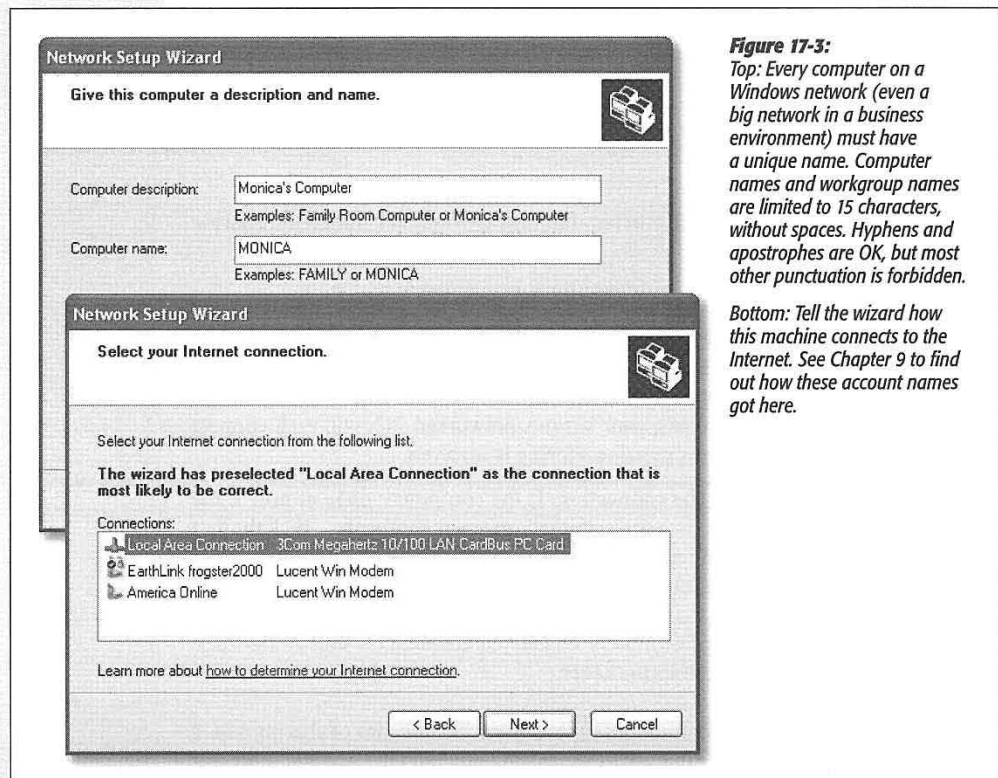 Network Setup Wizard
Give this computer a description and name.
Computer description:
Monica's Computer
Examples: Family Room Computer or Monica's Computer
Computer name:
MONICA
Examples: FAMILY or MONICA
Network Setup Wizard
Select your Internet connection.
Select your Internet connection from the following list.
The wizard has preselected "Local Area Connection" as the connection that is
most likely to be correct.
Connections:
Local Area Connection 3Com Megahertz 10/100 LAN CardBus PC Card
EarthLink frogster2000 Lucent Win Modem
America Online Lucent Win Modem
Learn more about how to determine your Internet connection.
< Back
Next >
Cancel
Figure 17-3:
Top: Every computer on a
Windows network (even a
big network in a business
environment) must have
a unique name. Computer
names and workgroup names
are limited to 15 characters,
without spaces. Hyphens and
apostrophes are OK, but most
other punctuation is forbidden.
Bottom: Tell the wizard how
this machine connects to the
Internet. See Chapter 9 to find
out how these account names
got here.